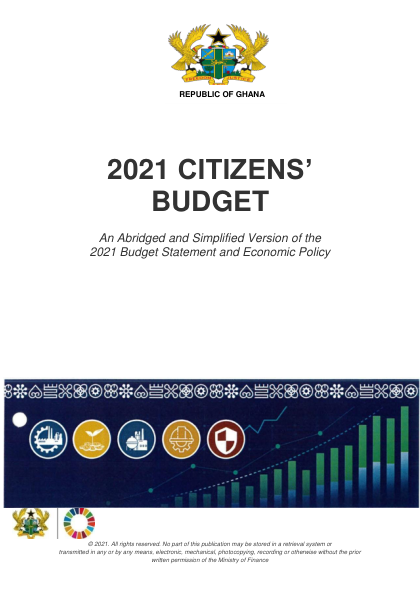 FREEDOM JUSTICE
REPUBLIC OF GHANA
2021 CITIZENS’
BUDGET
An Abridged and Simplified Version of the
2021 Budget Statement and Economic Policy
© 2021. All rights reserved. No part of this publication may be stored in a retrieval system or
transmitted in any or by any means, electronic, mechanical, photocopying, recording or otherwise without the prior
written permission of the Ministry of Finance